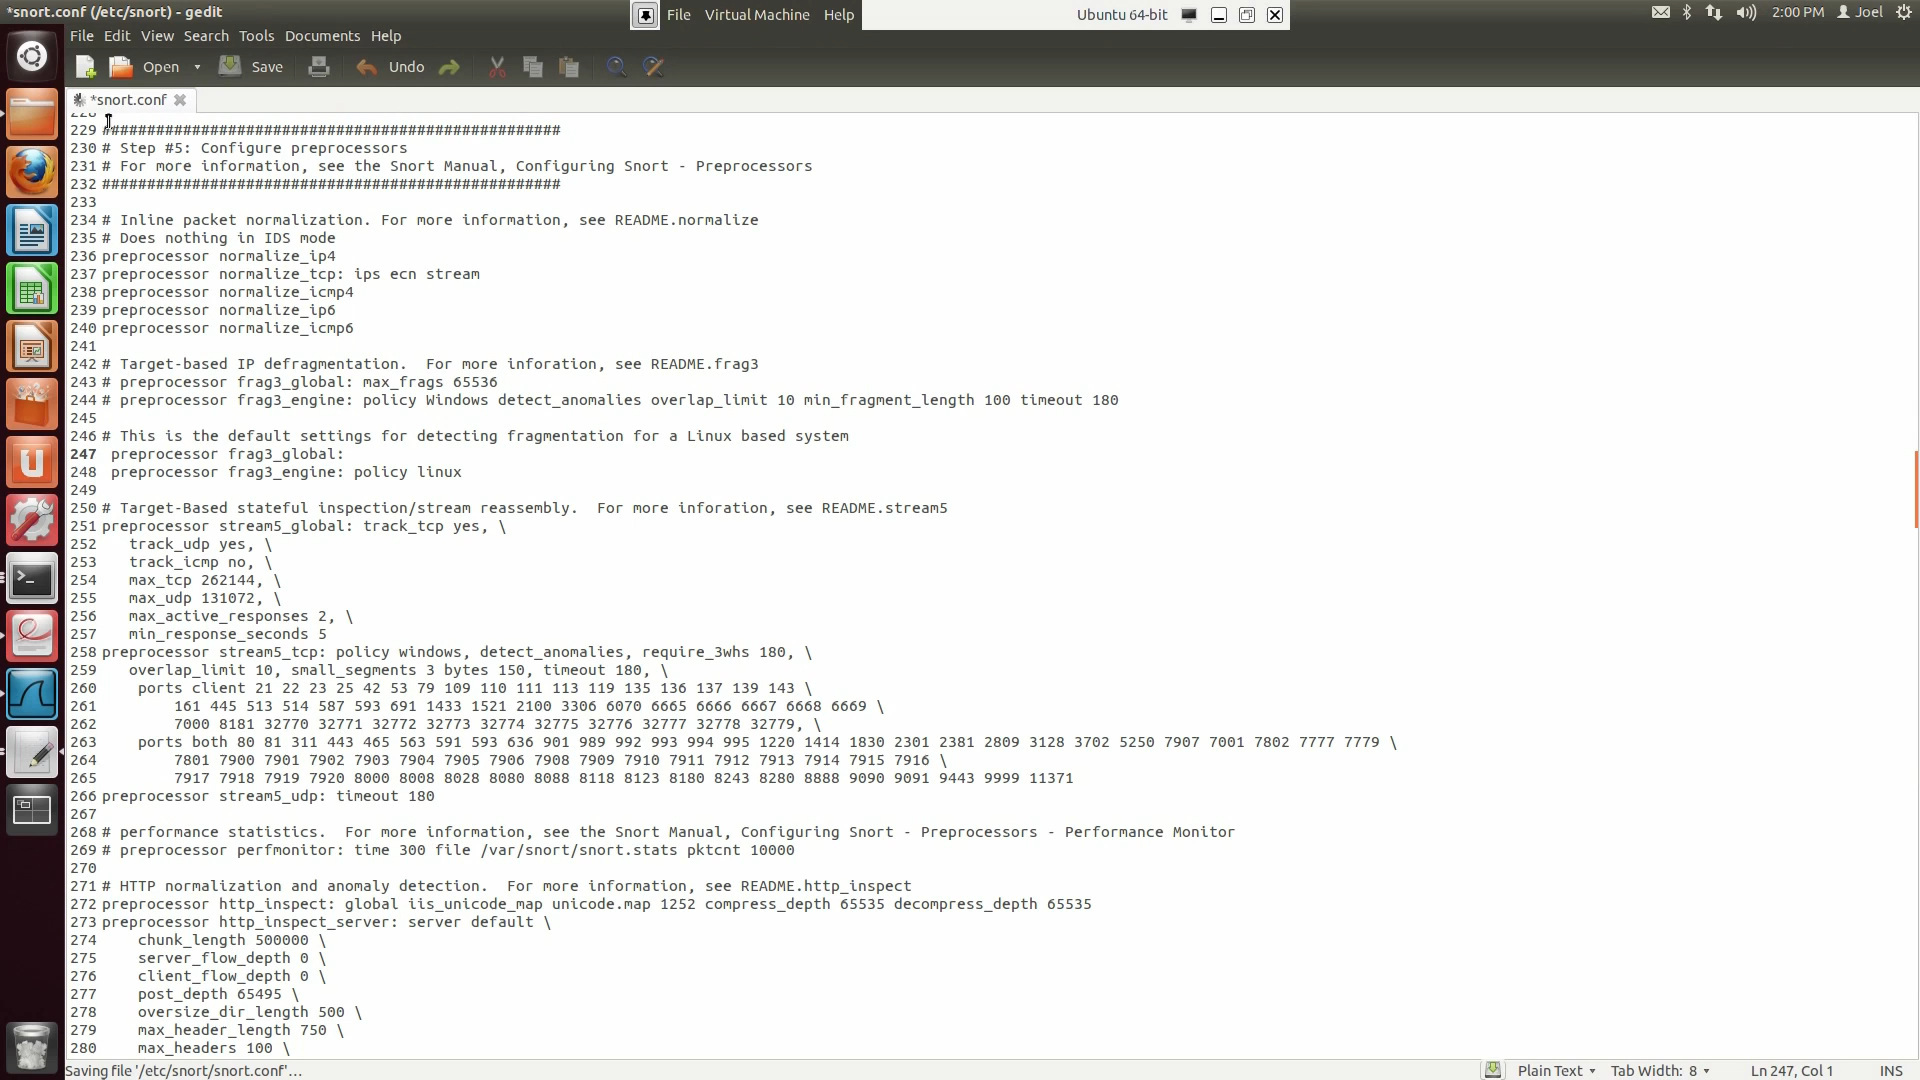 *snort.conf (/etc/snort) - gedit
File Virtual Machine Help
Ubuntu 64-bit
2:00 PM Joel
File Edit View Search Tools Documents Help
Open Save Undo
*snort.conf
228
229 ###################################################
230 # Step #5: Configure preprocessors
231 # For more information, see the Snort Manual, Configuring Snort - Preprocessors
232 ###################################################
233
234 # Inline packet normalization. For more information, see README.normalize
235 # Does nothing in IDS mode
236 preprocessor normalize_ip4
237 preprocessor normalize_tcp: ips ecn stream
238 preprocessor normalize_icmp4
239 preprocessor normalize_ip6
240 preprocessor normalize_icmp6
241
242 # Target-based IP defragmentation.  For more inforation, see README.frag3
243 # preprocessor frag3_global: max_frags 65536
244 # preprocessor frag3_engine: policy Windows detect_anomalies overlap_limit 10 min_fragment_length 100 timeout 180
245
246 # This is the default settings for detecting fragmentation for a Linux based system
247  preprocessor frag3_global:
248  preprocessor frag3_engine: policy linux
249
250 # Target-Based stateful inspection/stream reassembly.  For more inforation, see README.stream5
251 preprocessor stream5_global: track_tcp yes, \
252    track_udp yes, \
253    track_icmp no, \
254    max_tcp 262144, \
255    max_udp 131072, \
256    max_active_responses 2, \
257    min_response_seconds 5
258 preprocessor stream5_tcp: policy windows, detect_anomalies, require_3whs 180, \
259    overlap_limit 10, small_segments 3 bytes 150, timeout 180, \
260     ports client 21 22 23 25 42 53 79 109 110 111 113 119 135 136 137 139 143 \
261         161 445 513 514 587 593 691 1433 1521 2100 3306 6070 6665 6666 6667 6668 6669 \
262         7000 8181 32770 32771 32772 32773 32774 32775 32776 32777 32778 32779, \
263     ports both 80 81 311 443 465 563 591 593 636 901 989 992 993 994 995 1220 1414 1830 2301 2381 2809 3128 3702 5250 7907 7001 7802 7777 7779 \
264         7801 7900 7901 7902 7903 7904 7905 7906 7908 7909 7910 7911 7912 7913 7914 7915 7916 \
265         7917 7918 7919 7920 8000 8008 8028 8080 8088 8118 8123 8180 8243 8280 8888 9090 9091 9443 9999 11371
266 preprocessor stream5_udp: timeout 180
267
268 # performance statistics.  For more information, see the Snort Manual, Configuring Snort - Preprocessors - Performance Monitor
269 # preprocessor perfmonitor: time 300 file /var/snort/snort.stats pktcnt 10000
270
271 # HTTP normalization and anomaly detection.  For more information, see README.http_inspect
272 preprocessor http_inspect: global iis_unicode_map unicode.map 1252 compress_depth 65535 decompress_depth 65535
273 preprocessor http_inspect_server: server default \
274     chunk_length 500000 \
275     server_flow_depth 0 \
276     client_flow_depth 0 \
277     post_depth 65495 \
278     oversize_dir_length 500 \
279     max_header_length 750 \
280     max_headers 100 \
Saving file '/etc/snort/snort.conf'… Plain Text Tab Width: 8 Ln 247, Col 1 INS